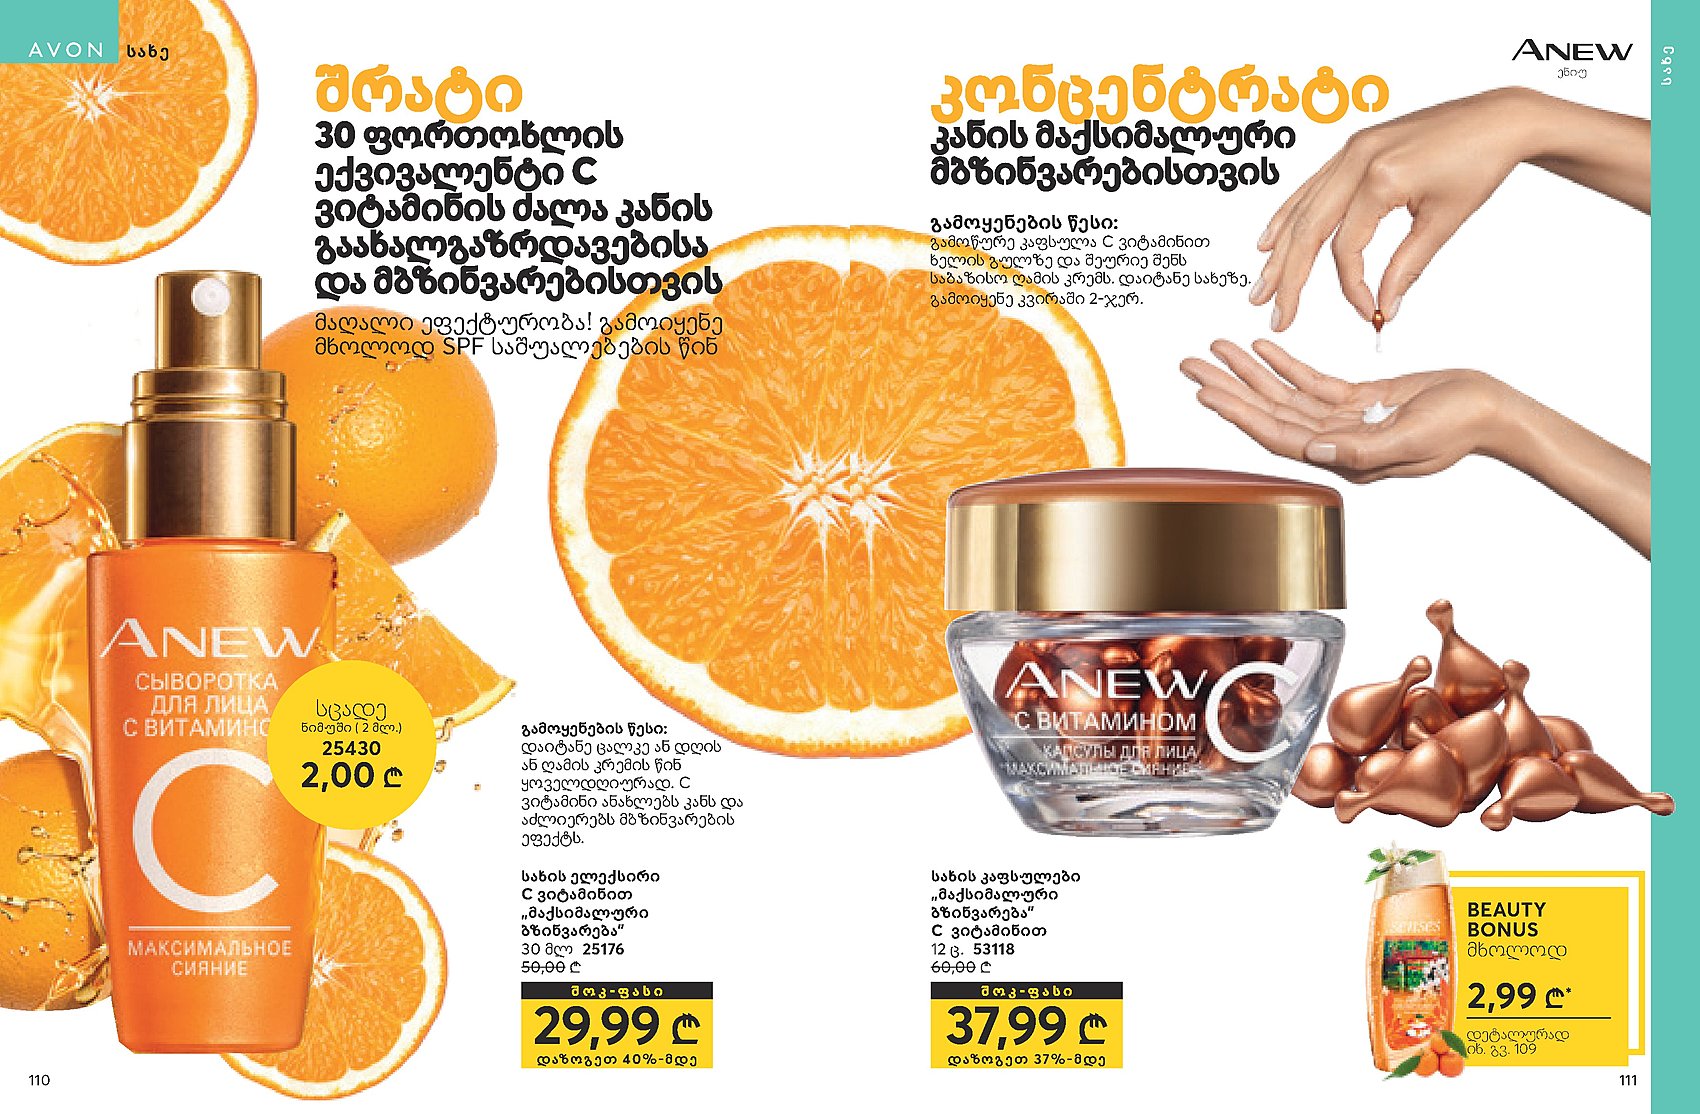 AVON
სახე
შრატი
30 ფორთოხლის
ექვივალენტი C
ვიტამინის ძალა კანის
გაახალგაზრდავებისა
და მბზინვარებისთვის
მაღალი ეფექტურობა! გამოიყენე
მხოლოდ SPF საშუალებების წინ
ANEW
СЫВОРОТКА
ДЛЯ ЛИЦА
С ВИТАМИНО
C
МАКСИМАЛЬНОЕ
СИЯНИЕ
სცადე
ნიმუში ( 2 მლ.)
25430
2,00 ₾
გამოყენების წესი:
დაიტანე ცალკე ან დღის
ან ღამის კრემის წინ
ყოველდღიურად. C
ვიტამინი ანახლებს კანს და
აძლიერებს მბზინვარების
ეფექტს.
სახის ელექსირი
C ვიტამინით
„მაქსიმალური
ბზინვარება“
30 მლ 25176
50,00 ₾
შოკ-ფასი
29,99 ₾
დაზოგეთ 40%-მდე
110
ANEW
ენიუ
სახე
კონცენტრატი
კანის მაქსიმალური
მბზინვარებისთვის
გამოყენების წესი:
გამოწურე კაფსულა C ვიტამინით
ხელის გულზე და შეურიე შენს
საბაზისო ღამის კრემს. დაიტანე სახეზე.
გამოიყენე კვირაში 2-ჯერ.
ANEW C
С ВИТАМИНОМ
КАПСУЛЫ ДЛЯ ЛИЦА
МАКСИМАЛЬНОЕ СИЯНИЕ
სახის კაფსულები
„მაქსიმალური
ბზინვარება“
C ვიტამინით
12 ც. 53118
60,00 ₾
შოკ-ფასი
37,99 ₾
დაზოგეთ 37%-მდე
senses
BEAUTY
BONUS
მხოლოდ
2,99 ₾*
დეტალურად
იხ. გვ. 109
111